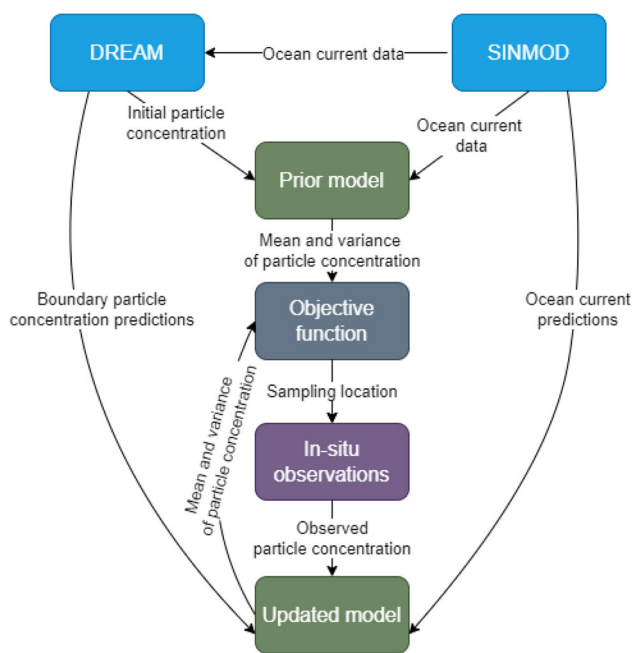 DREAM
Ocean current data
SINMOD
Initial particle
concentration
Ocean current
data
Prior model
Mean and variance
of particle concentration
Boundary particle
concentration predictions
Objective
function
Ocean current
predictions
Mean and variance
of particle concentration
Sampling location
In-situ
observations
Observed
particle concentration
Updated model